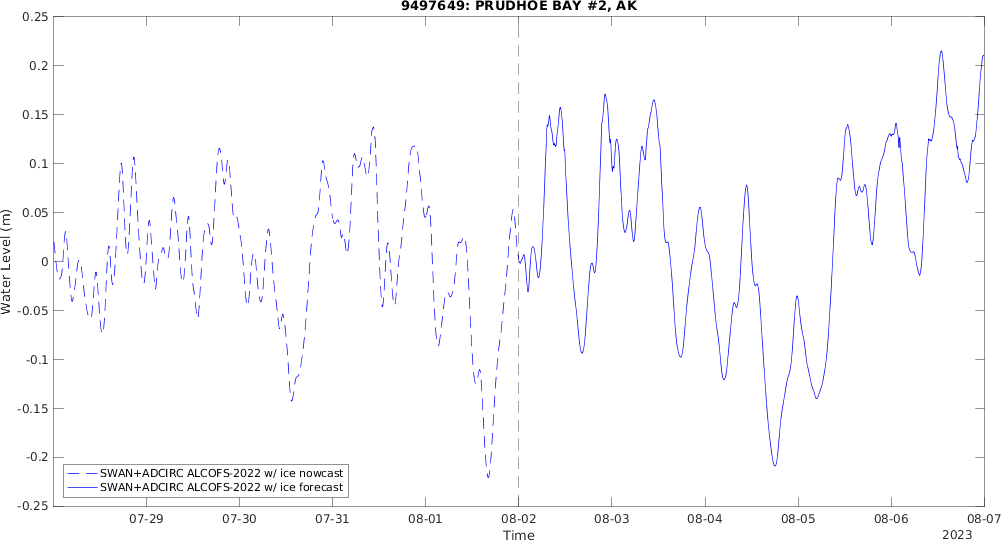 9497649: PRUDHOE BAY #2, AK
0.25
0.2
0.15
0.1
0.05
0
-0.05
-0.1
-0.15
-0.2
-0.25
Water Level (m)
SWAN+ADCIRC ALCOFS-2022 w/ ice nowcast
SWAN+ADCIRC ALCOFS-2022 w/ ice forecast
07-29 07-30 07-31 08-01 08-02 08-03 08-04 08-05 08-06 08-07
Time
2023